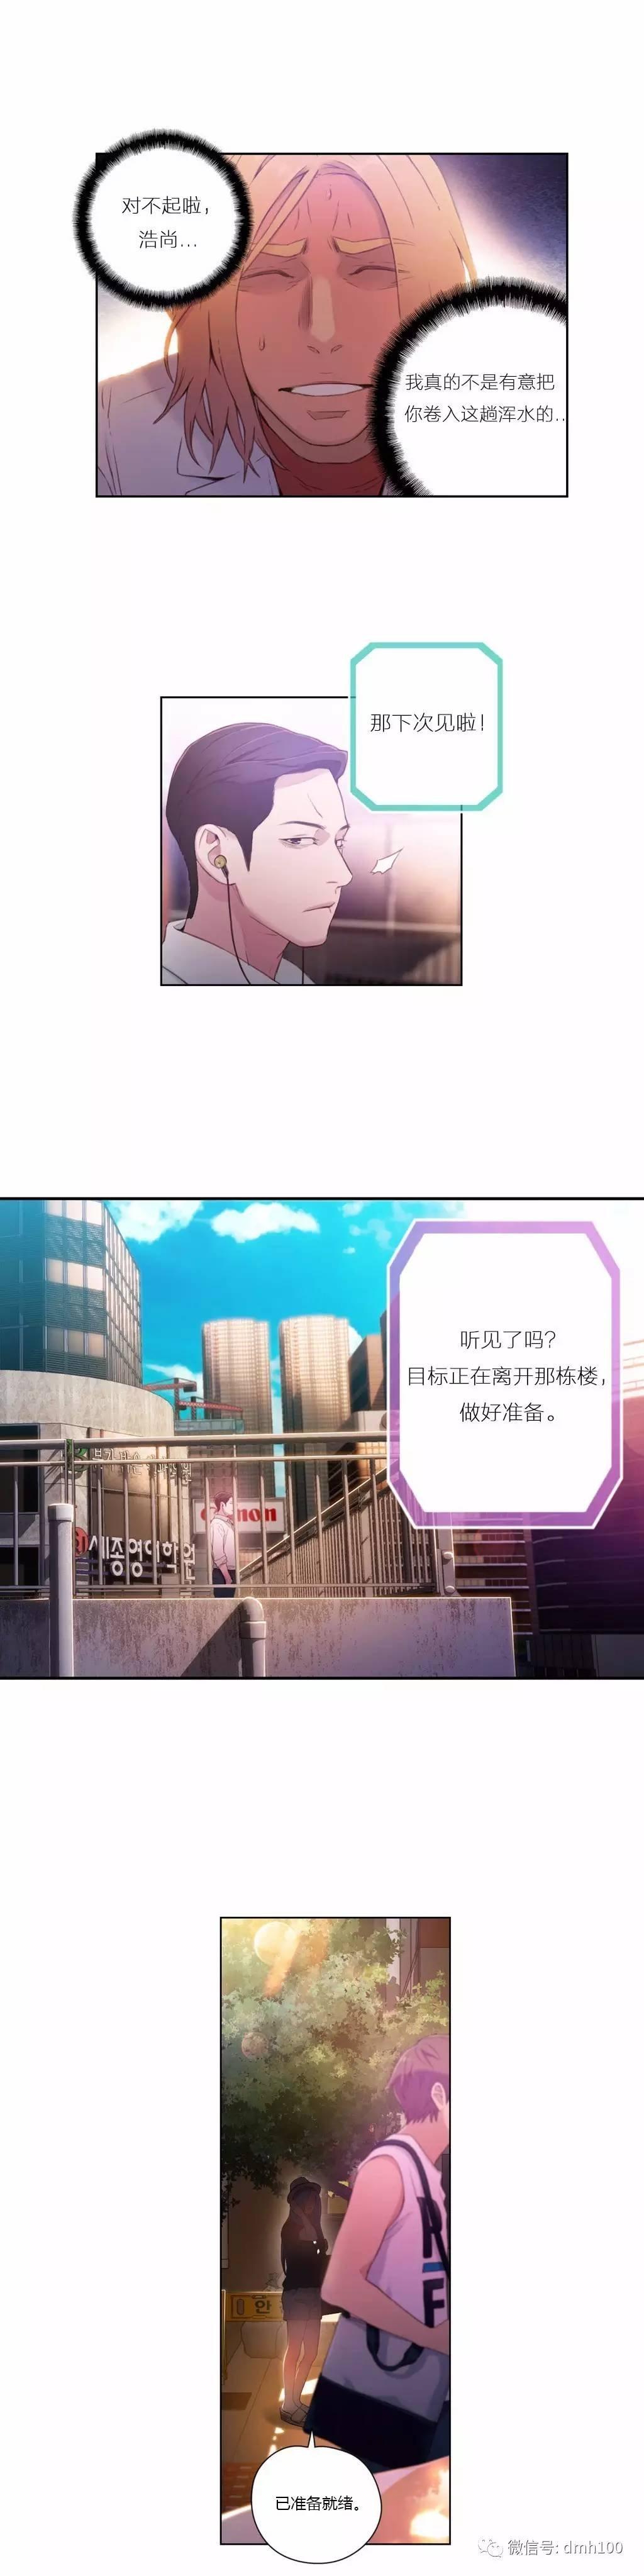 对不起啦，
浩尚...
我真的不是有意把
你卷入这趟浑水的..
那下次见啦！
听见了吗？
目标正在离开那栋楼，
做好准备。
세종영어학원
안
已准备就绪。
微信号: dmh100